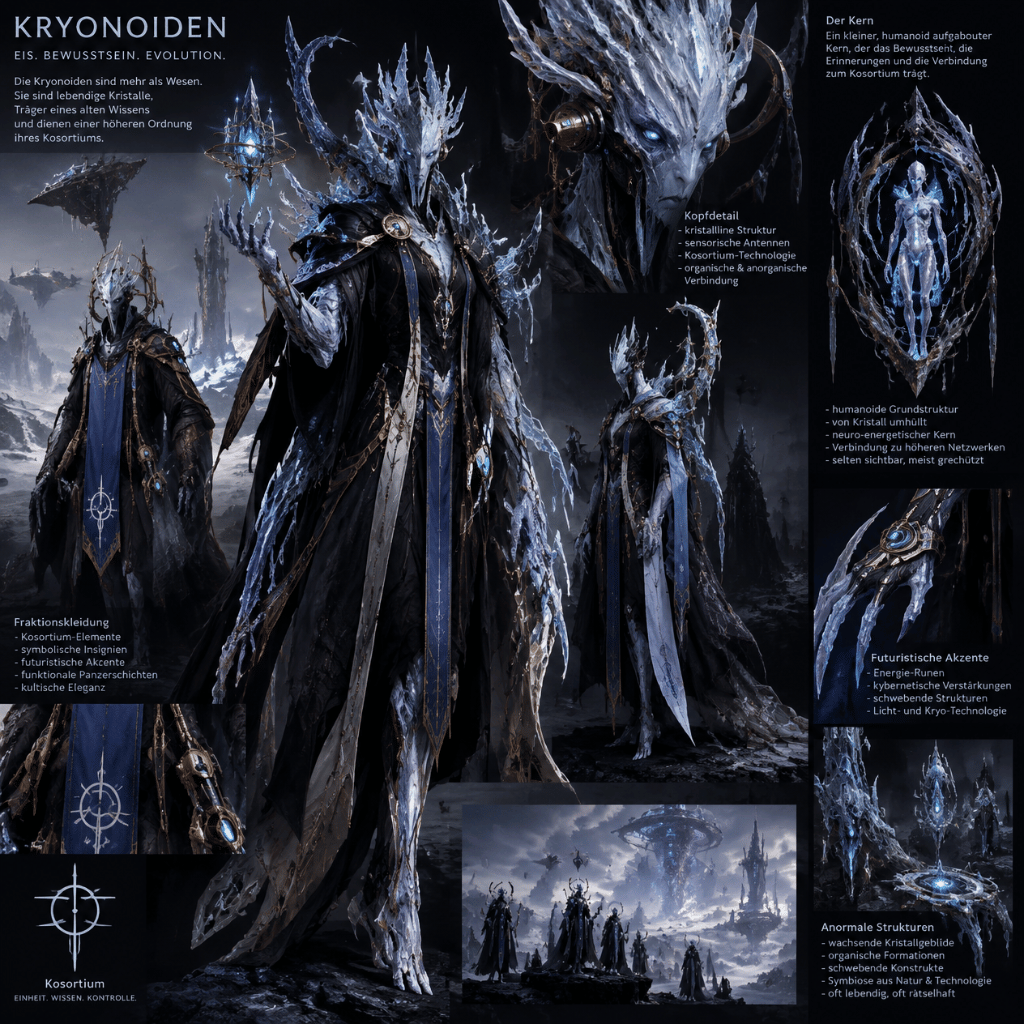 KRYONOIDEN
EIS. BEWUSSTSEIN. EVOLUTION.
Die Kryonoiden sind mehr als Wesen.
Sie sind lebendige Kristalle,
Träger eines alten Wissens
und dienen einer höheren Ordnung
ihres Kosortiums.
Der Kern
Ein kleiner, humanoid aufgabouter
Kern, der das Bewusstseht, die
Erinnerungen und die Verbindung
zum Kosortium trägt.
Kopfdetail
- kristallline Struktur
- sensorische Antennen
- Kosortium-Technologie
- organische & anorganische
Verbindung
- humanoide Grundstruktur
- von Kristall umhüllt
- neuro-energetischer Kern
- Verbindung zu höheren Netzwerken
- selten sichtbar, meist grechützt
Fraktionskleidung
- Kosortium-Elemente
- symbolische Insignien
- futuristische Akzente
- funktionale Panzerschichten
- kultische Eleganz
Futuristische Akzente
- Energie-Runen
- kybernetische Verstärkungen
- schwebende Strukturen
- Licht- und Kryo-Technologie
Anormale Strukturen
- wachsende Kristallgeblide
- organische Formationen
- schwebende Konstrukte
- Symbiose aus Natur & Technologie
- oft lebendig, oft rätselhaft
Kosortium
EINHEIT. WISSEN. KONTROLLE.